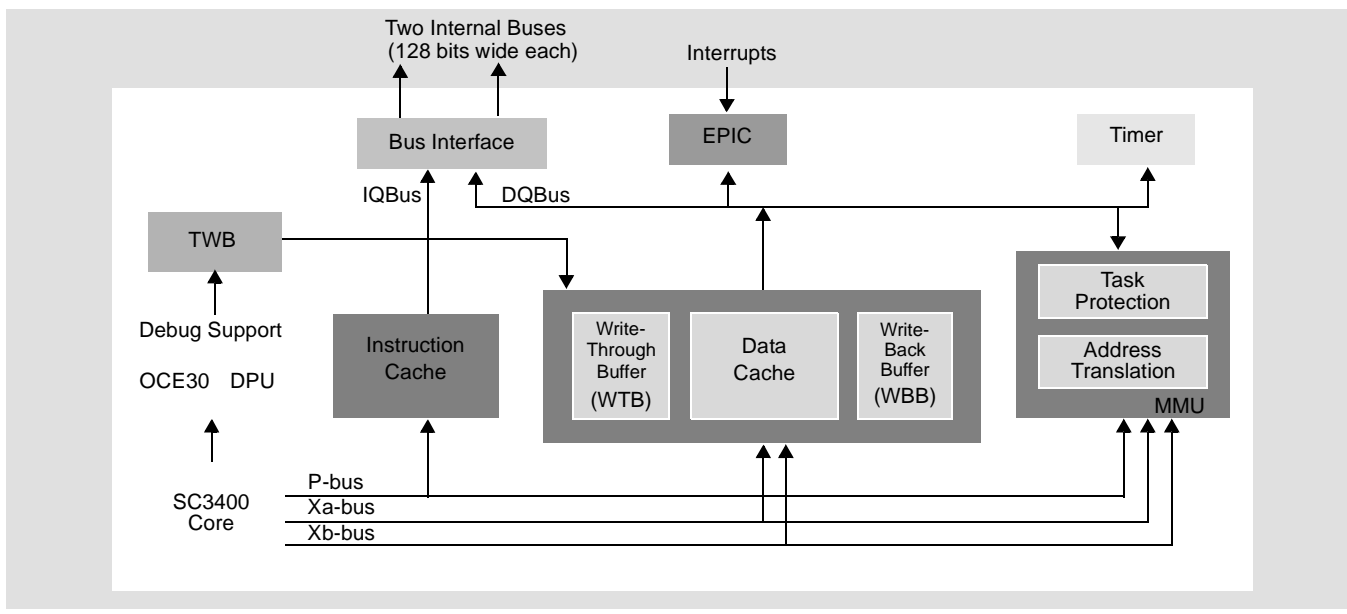 Two Internal Buses
(128 bits wide each)
Interrupts
Bus Interface
EPIC
Timer
IQBus
DQBus
TWB
Task
Protection
Debug Support
Instruction
Cache
Write-
Through
Buffer
(WTB)
Data
Cache
Write-
Back
Buffer
(WBB)
Address
Translation
OCE30 DPU
MMU
P-bus
SC3400
Core
Xa-bus
Xb-bus